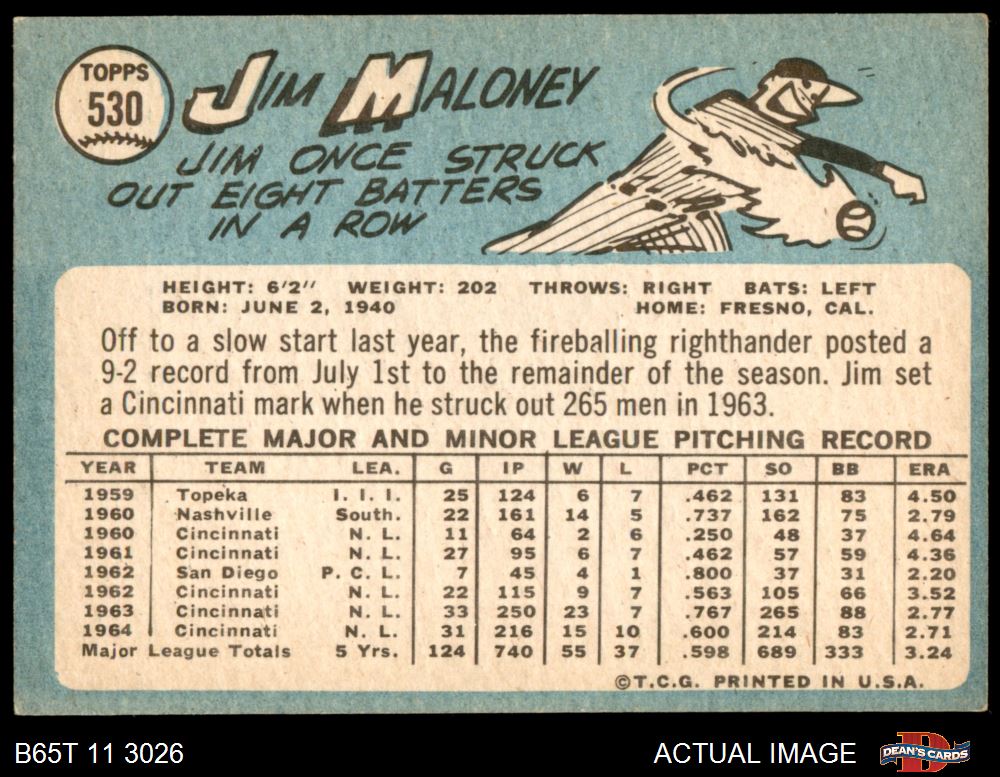 TOPPS
530
JIM MALONEY
JIM ONCE STRUCK
OUT EIGHT BATTERS
IN A ROW
HEIGHT: 6'2" WEIGHT: 202 THROWS: RIGHT BATS: LEFT
BORN: JUNE 2, 1940 HOME: FRESNO, CAL.
Off to a slow start last year, the fireballing righthander posted a
9-2 record from July 1st to the remainder of the season. Jim set
a Cincinnati mark when he struck out 265 men in 1963.
COMPLETE MAJOR AND MINOR LEAGUE PITCHING RECORD
YEAR TEAM LEA. G IP W L PCT SO BB ERA
1959 Topeka I. I. I. 25 124 6 7 .462 131 83 4.50
1960 Nashville South. 22 161 14 5 .737 162 75 2.79
1960 Cincinnati N. L. 11 64 2 6 .250 48 37 4.64
1961 Cincinnati N. L. 27 95 6 7 .462 57 59 4.36
1962 San Diego P. C. L. 7 45 4 1 .800 37 31 2.20
1962 Cincinnati N. L. 22 115 9 7 .563 105 66 3.52
1963 Cincinnati N. L. 33 250 23 7 .767 265 88 2.77
1964 Cincinnati N. L. 31 216 15 10 .600 214 83 2.71
Major League Totals 5 Yrs. 124 740 55 37 .598 689 333 3.24
©T.C.G. PRINTED IN U.S.A.
B65T 11 3026 ACTUAL IMAGE
D
DEAN'S CARDS